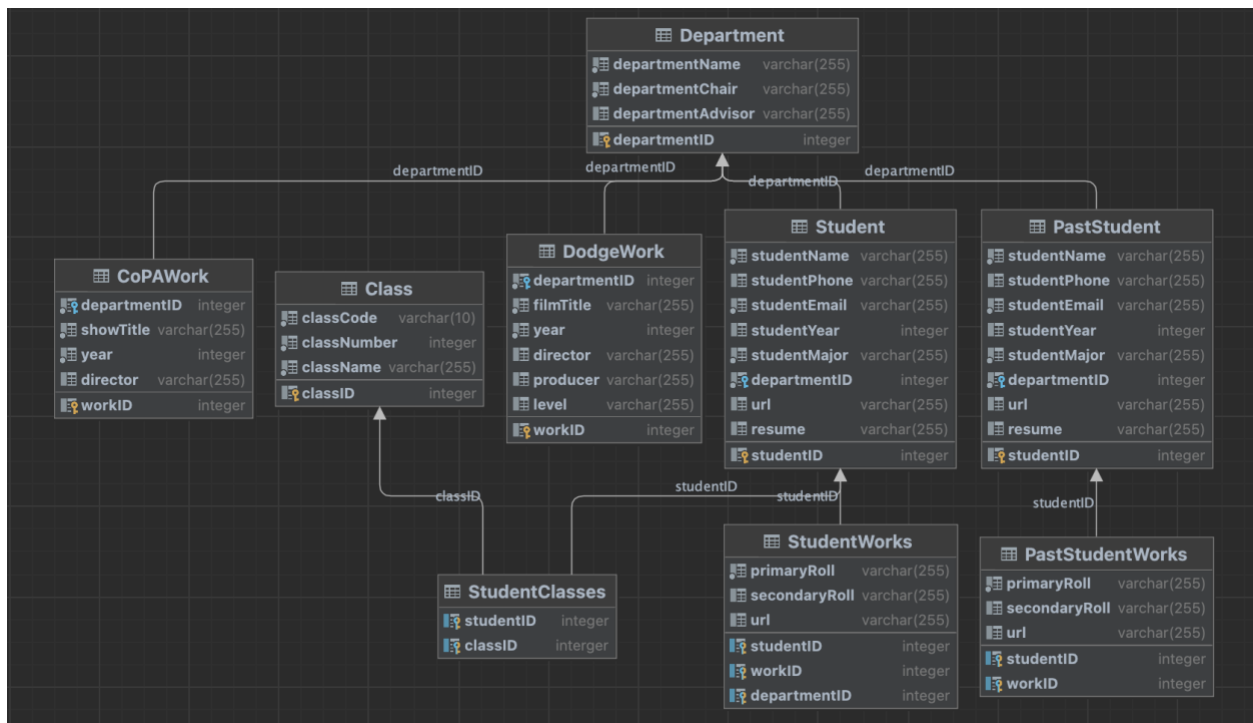 Department
departmentName varchar(255)
departmentChair varchar(255)
departmentAdvisor varchar(255)
departmentID integer
departmentID
departmentID
departmentID
departmentID
CoPAWork
departmentID integer
showTitle varchar(255)
year integer
director varchar(255)
workID integer
Class
classCode varchar(10)
classNumber integer
className varchar(255)
classID integer
DodgeWork
departmentID integer
filmTitle varchar(255)
year integer
director varchar(255)
producer varchar(255)
level varchar(255)
workID integer
Student
studentName varchar(255)
studentPhone varchar(255)
studentEmail varchar(255)
studentYear integer
studentMajor varchar(255)
departmentID integer
url varchar(255)
resume varchar(255)
studentID integer
PastStudent
studentName varchar(255)
studentPhone varchar(255)
studentEmail varchar(255)
studentYear integer
studentMajor varchar(255)
departmentID integer
url varchar(255)
resume varchar(255)
studentID integer
classID
studentID
studentID
studentID
StudentClasses
studentID integer
classID interger
StudentWorks
primaryRoll varchar(255)
secondaryRoll varchar(255)
url varchar(255)
studentID integer
workID integer
departmentID integer
PastStudentWorks
primaryRoll varchar(255)
secondaryRoll varchar(255)
url varchar(255)
studentID integer
workID integer